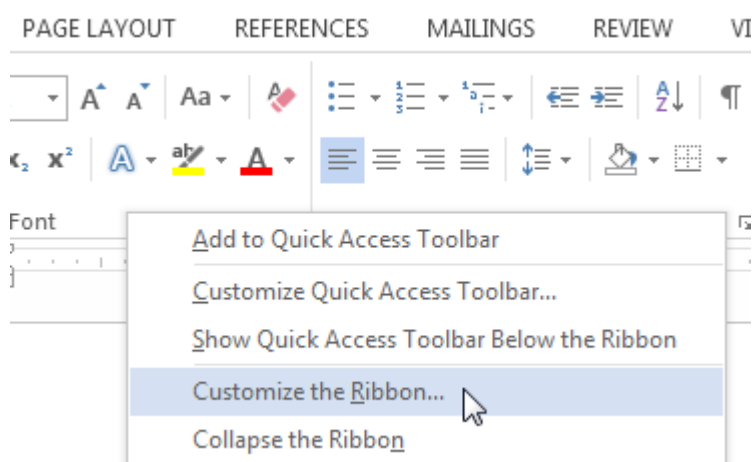 PAGE LAYOUT REFERENCES MAILINGS REVIEW VI
Aa
Font
Add to Quick Access Toolbar
Customize Quick Access Toolbar...
Show Quick Access Toolbar Below the Ribbon
Customize the Ribbon...
Collapse the Ribbon